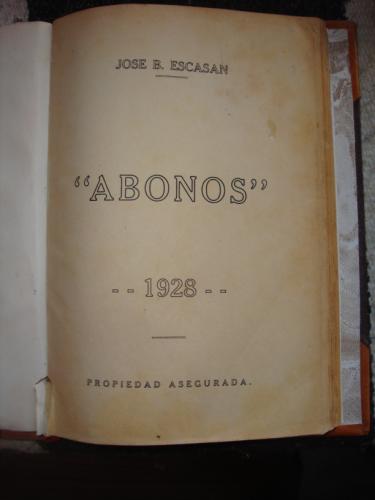 JOSE B. ESCASAN
“ABONOS”
-- 1928 --
PROPIEDAD ASEGURADA.